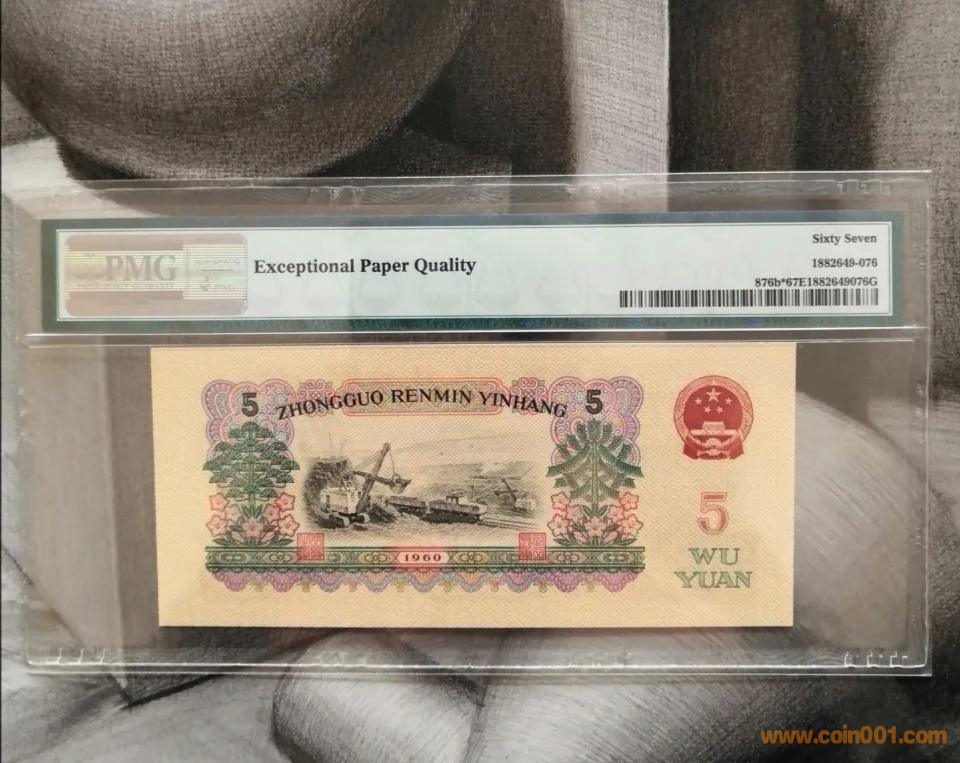 PMG
Exceptional Paper Quality
Sixty Seven
1882649-076
876b*67E1882649076G
5 ZHONGGUO RENMIN YINHANG 5
1960
5
WU
YUAN
www.coin001.com